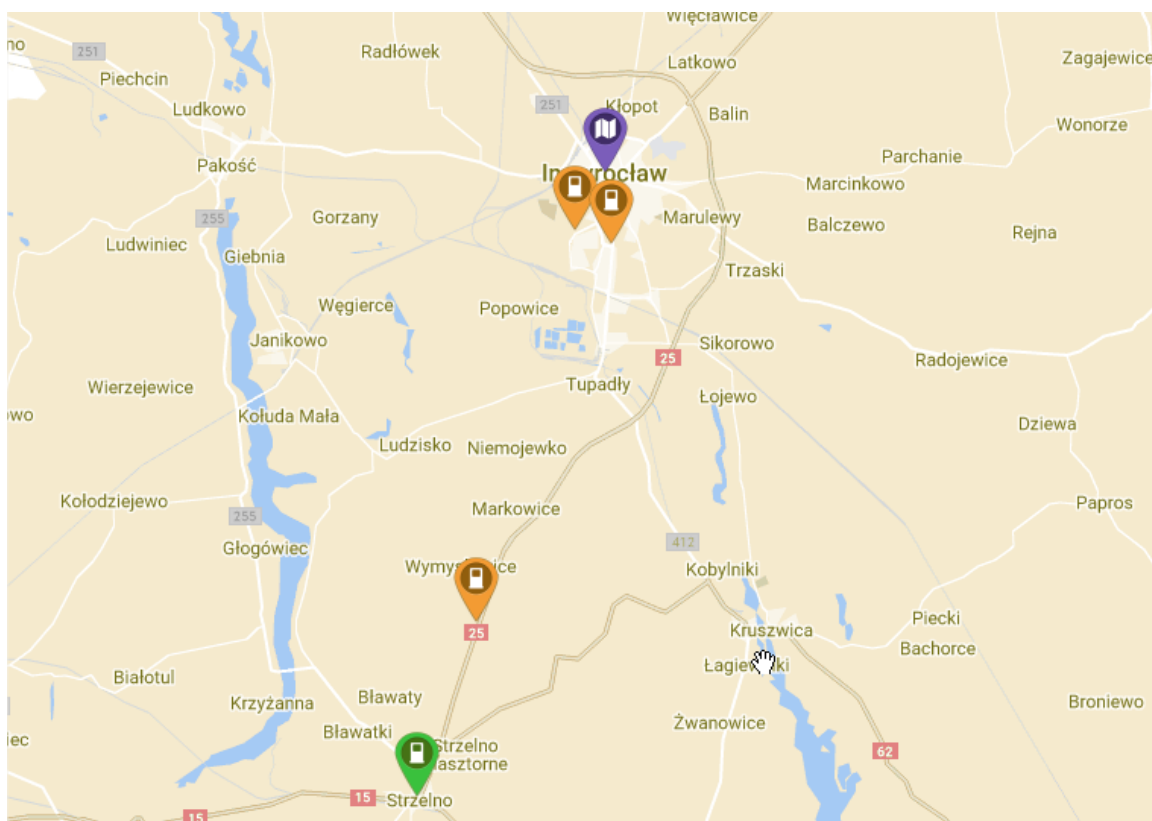 Więcławice
no
251
Radłówek
Latkowo
Zagajewice
Piechcin
Ludkowo
251
Kłopot
Balin
Wonorze
Pakość
Parchanie
Marcinkowo
255
Gorzany
Marulewy
Balczewo
Rejna
Ludwiniec
Giebnia
Trzaski
Węgierce
Popowice
Janikowo
Sikorowo
25
Radojewice
Wierzejewice
Tupadły
Łojewo
owo
Kołuda Mała
Dziewa
Ludzisko
Niemojewko
Kołodziejewo
Markowice
Papros
255
412
Głogówiec
Kobylniki
Piecki
25
Kruszwica
Bachorce
Białotul
Bławaty
Krzyżanna
Broniewo
Żwanowice
Bławatki
iec
Strzelno
62
15
Strzelno
15